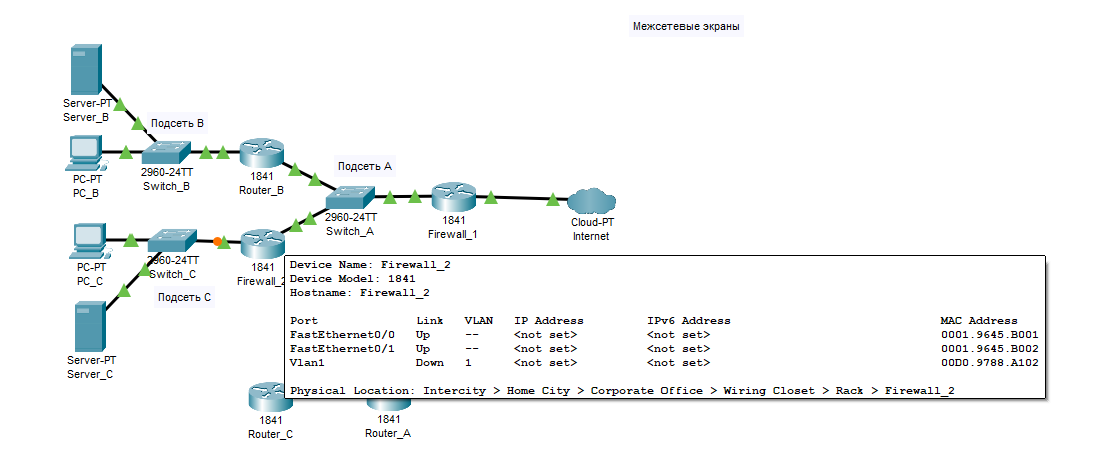 Межсетевые экраны
Server-PT
Server_B
Подсеть B
PC-PT
PC_B
2960-24TT
Switch_B
1841
Router_B
Подсеть A
2960-24TT
Switch_A
1841
Firewall_1
Cloud-PT
Internet
PC-PT
PC_C
2960-24TT
Switch_C
1841
Firewall_2
Подсеть C
Server-PT
Server_C
Device Name: Firewall_2
Device Model: 1841
Hostname: Firewall_2
Port Link VLAN IP Address IPv6 Address MAC Address
FastEthernet0/0 Up -- <not set> <not set> 0001.9645.B001
FastEthernet0/1 Up -- <not set> <not set> 0001.9645.B002
Vlan1 Down 1 <not set> <not set> 00D0.9788.A102
Physical Location: Intercity > Home City > Corporate Office > Wiring Closet > Rack > Firewall_2
1841
Router_C
1841
Router_A